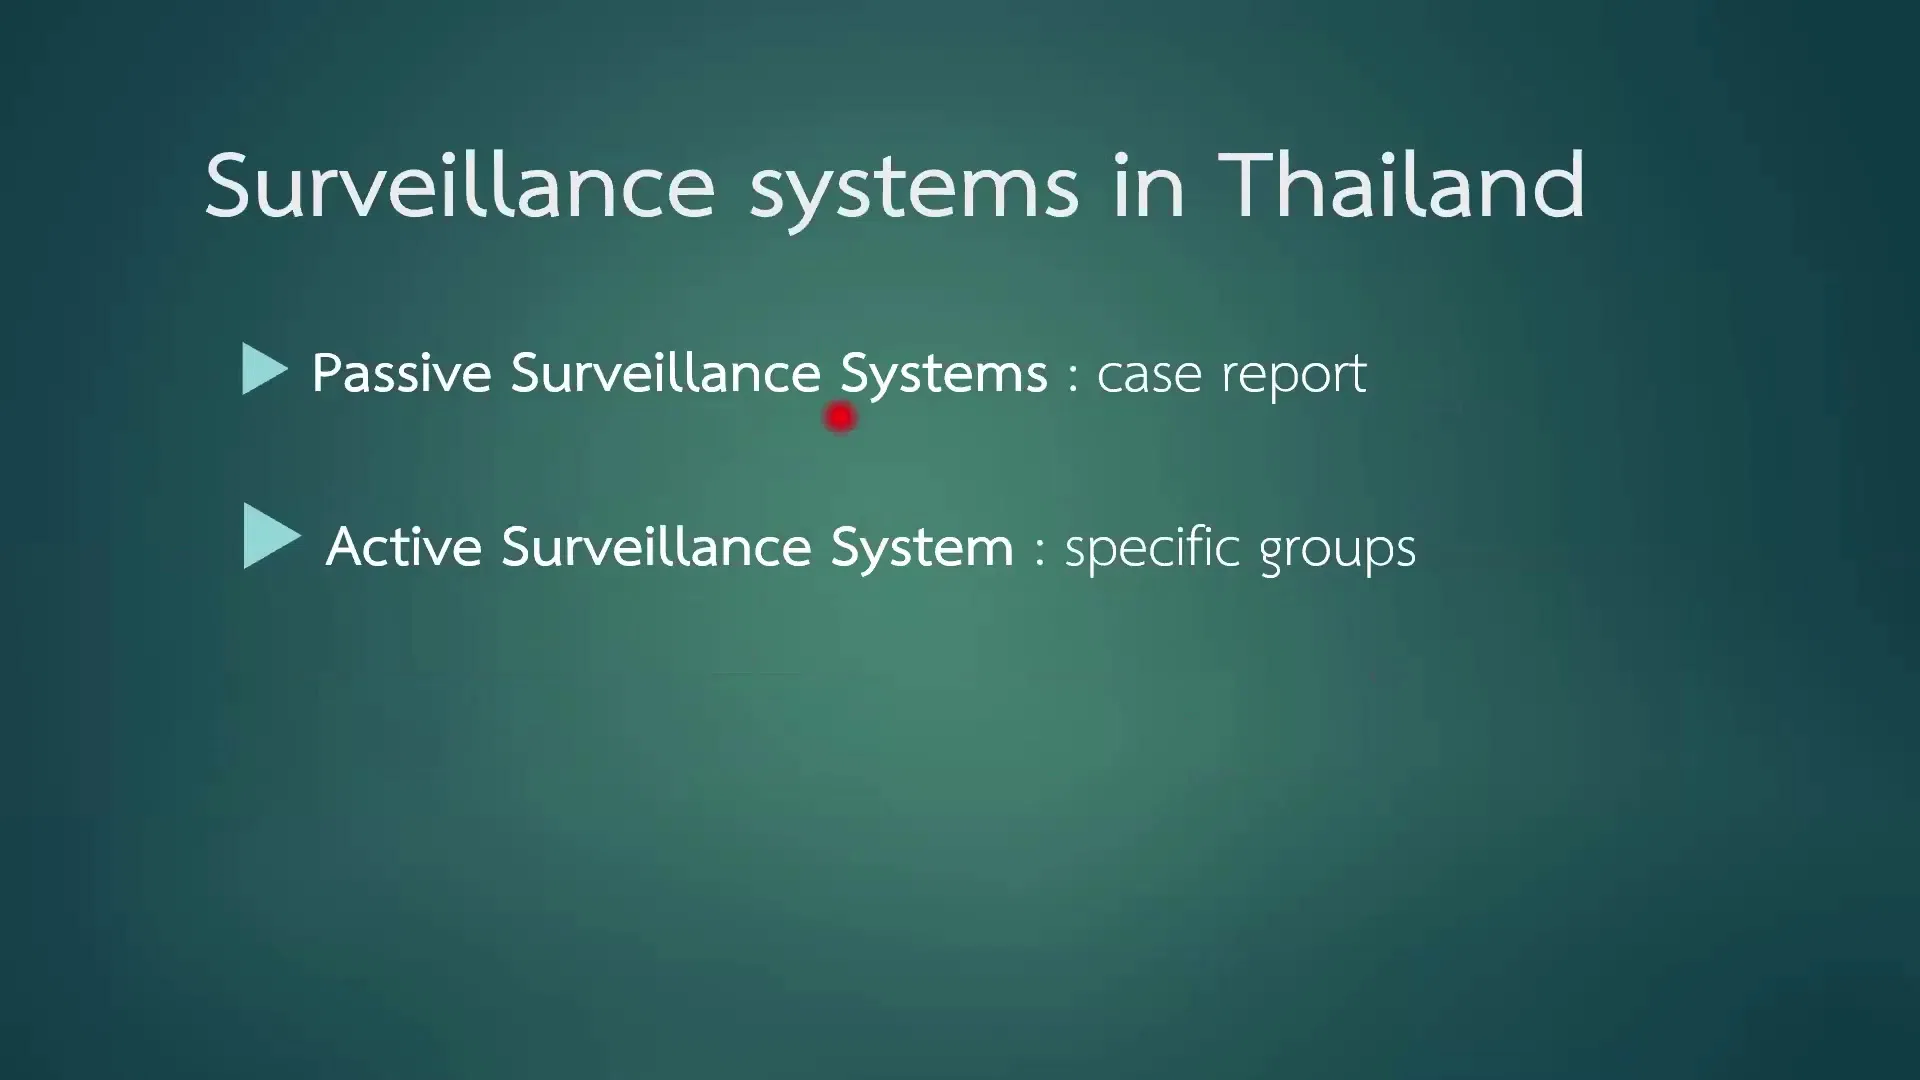 Surveillance systems in Thailand
Passive Surveillance Systems : case report
Active Surveillance System : specific groups